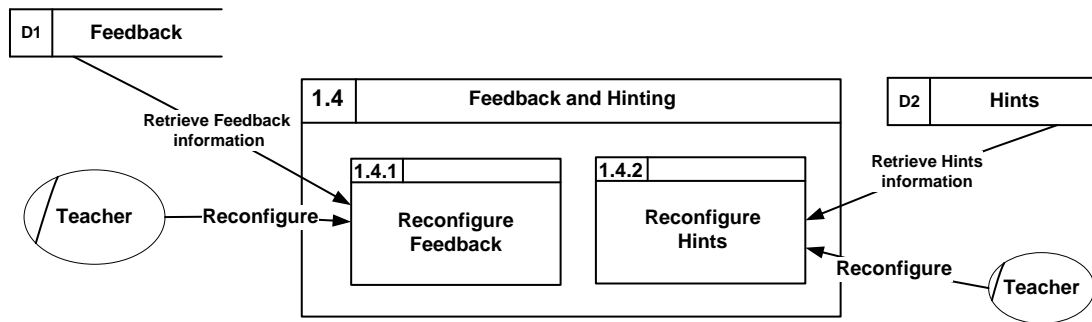 D1
Feedback
1.4
Feedback and Hinting
D2
Hints
Retrieve Feedback
information
Retrieve Hints
information
1.4.1
Reconfigure
Feedback
1.4.2
Reconfigure
Hints
Teacher
Reconfigure
Reconfigure
Teacher